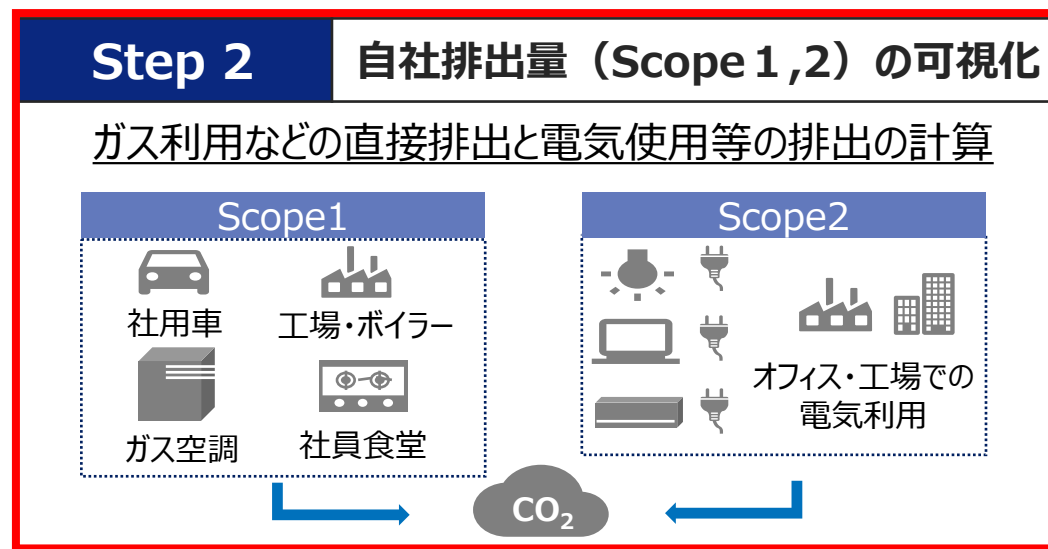 Step 2
自社排出量（Scope１,2）の可視化
ガス利用などの直接排出と電気使用等の排出の計算
Scope1
社用車
工場・ボイラー
ガス空調
社員食堂
Scope2
オフィス・工場での
電気利用
CO₂